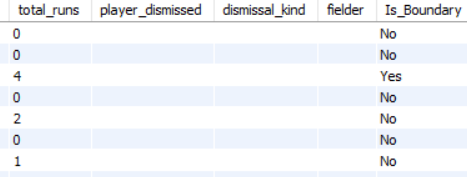 total_runs player_dismissed dismissal_kind fielder Is_Boundary
0 No
0 No
4 Yes
0 No
2 No
0 No
1 No